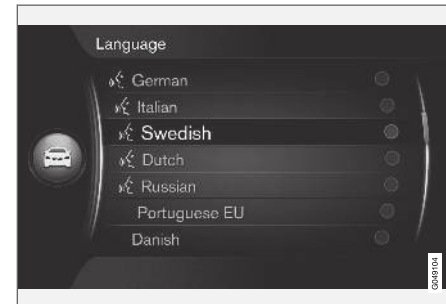 Language
German
Italian
Swedish
Dutch
Russian
Portuguese EU
Danish
G049104